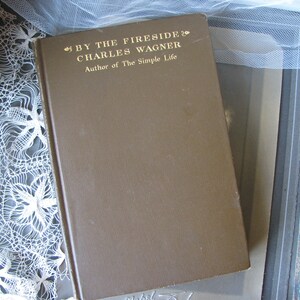 BY THE FIRESIDE
CHARLES WAGNER
Author of The Simple Life